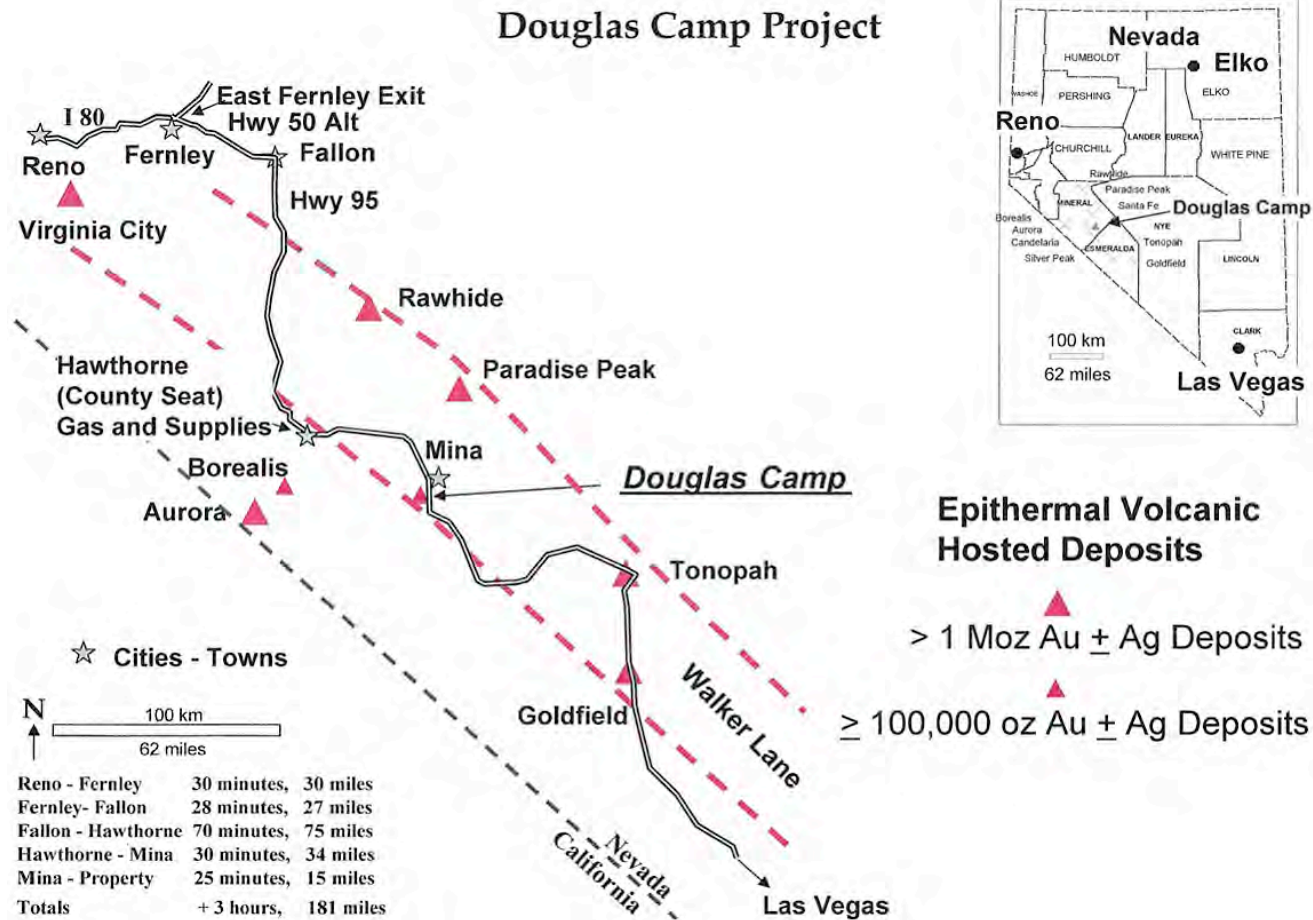 Douglas Camp Project
East Fernley Exit
I 80
Hwy 50 Alt
Reno
Fernley
Fallon
Hwy 95
Virginia City
Rawhide
Hawthorne
(County Seat)
Gas and Supplies
Paradise Peak
Mina
Borealis
Douglas Camp
Aurora
Tonopah
Cities - Towns
Goldfield
Walker Lane
N
100 km
62 miles
Nevada
California
Las Vegas
Reno - Fernley 30 minutes, 30 miles
Fernley- Fallon 28 minutes, 27 miles
Fallon - Hawthorne 70 minutes, 75 miles
Hawthorne - Mina 30 minutes, 34 miles
Mina - Property 25 minutes, 15 miles
Totals + 3 hours, 181 miles
Nevada
HUMBOLDT
Elko
ELKO
WASHOE
PERSHING
Reno
LANDER
EUREKA
CHURCHILL
WHITE PINE
Rawhide
Paradise Peak
MINERAL
Santa Fe
Douglas Camp
Borealis
NYE
Aurora
Tonopah
Candelaria
ESMERALDA
Silver Peak
Goldfield
LINCOLN
CLARK
100 km
62 miles
Las Vegas
Epithermal Volcanic
Hosted Deposits
> 1 Moz Au ± Ag Deposits
≥ 100,000 oz Au ± Ag Deposits